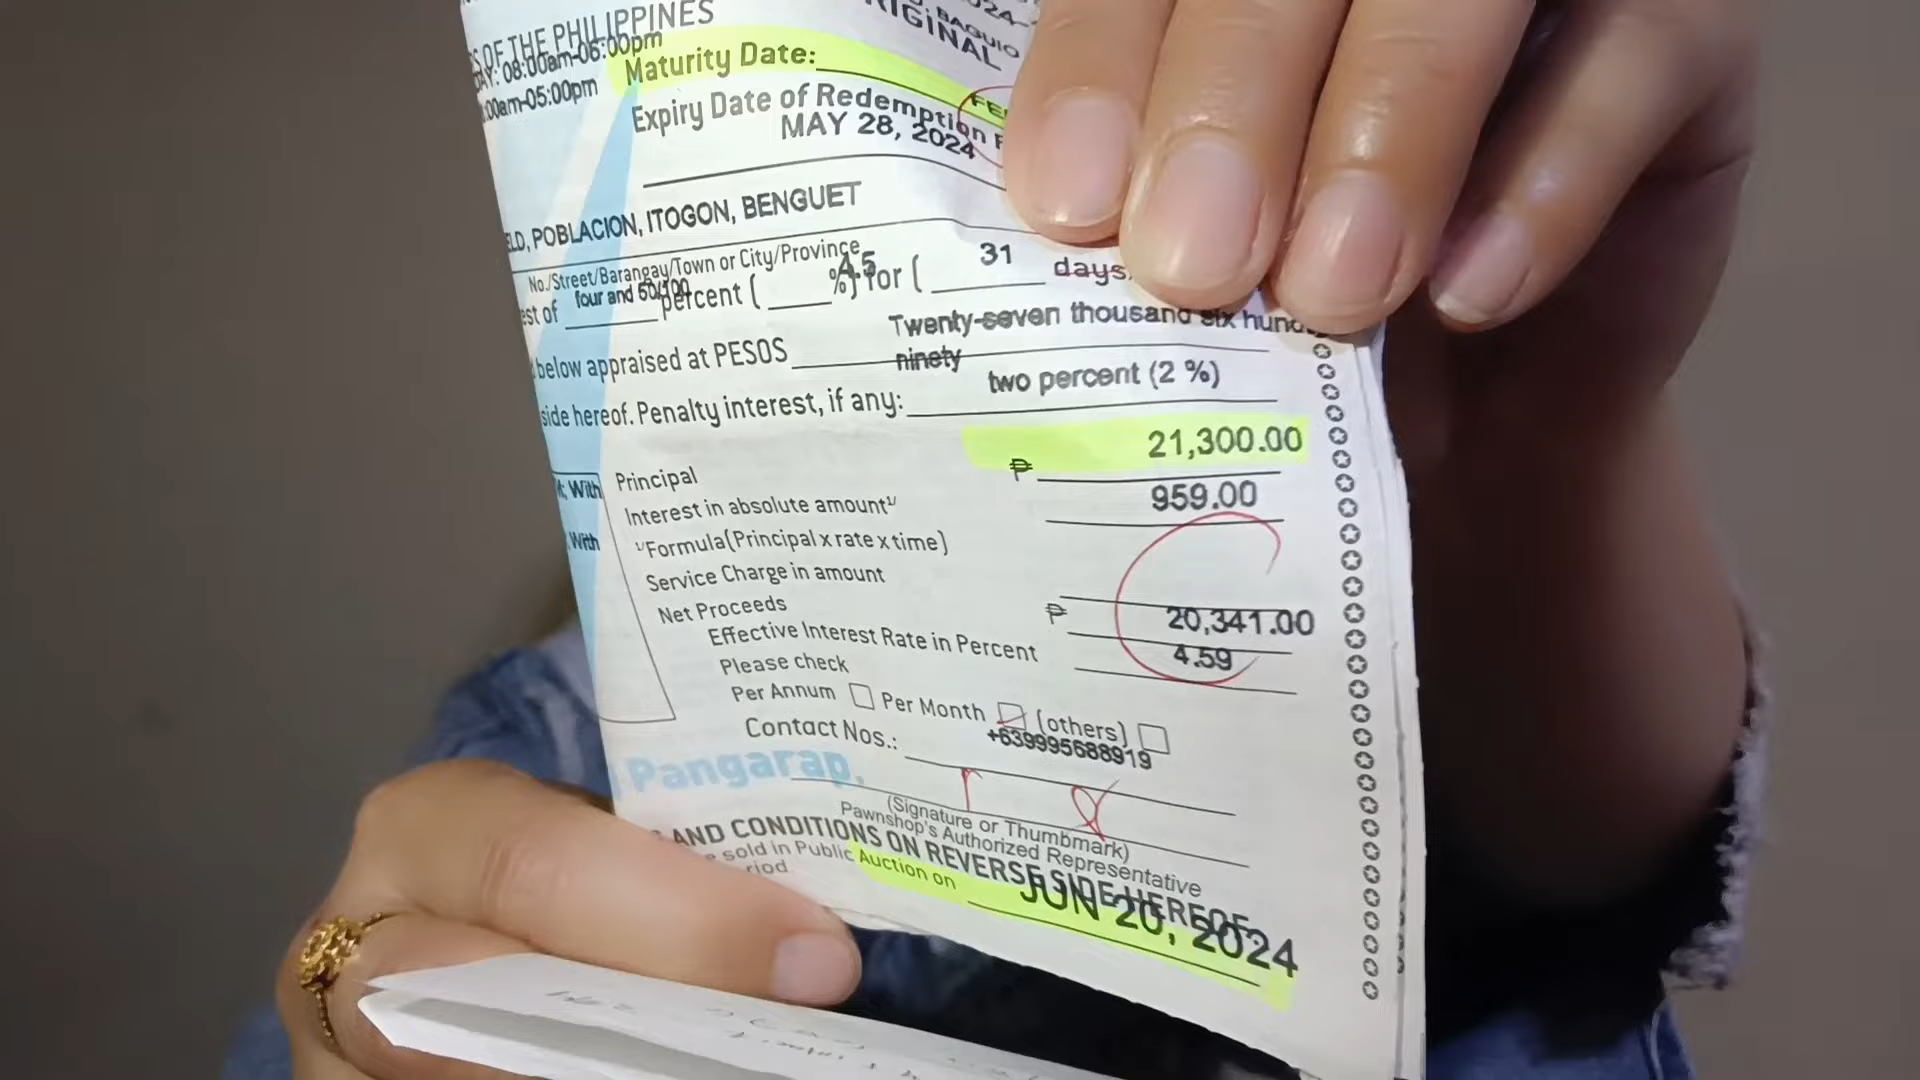 OF THE PHILIPPINES
08:00am-06:00pm
:00am-05:00pm
ORIGINAL
BAGUIO
Maturity Date:
Expiry Date of Redemption
MAY 28, 2024
POBLACION, ITOGON, BENGUET
No./Street/Barangay/Town or City/Province
four and 50/100 percent ( 4.5 %) for ( 31 days
below appraised at PESOS Twenty-seven thousand six
ninety
side hereof. Penalty interest, if any: two percent (2 %)
With
With
Principal ₱ 21,300.00
Interest in absolute amount¹/ 959.00
¹/Formula(Principal x rate x time)
Service Charge in amount
Net Proceeds ₱ 20,341.00
Effective Interest Rate in Percent 4.59
Please check
Per Annum Per Month (others)
Contact Nos.: +639995688919
Pangarap.
(Signature or Thumbmark)
Pawnshop's Authorized Representative
AND CONDITIONS ON REVERSE SIDE HEREOF
sold in Public Auction on JUN 20, 2024